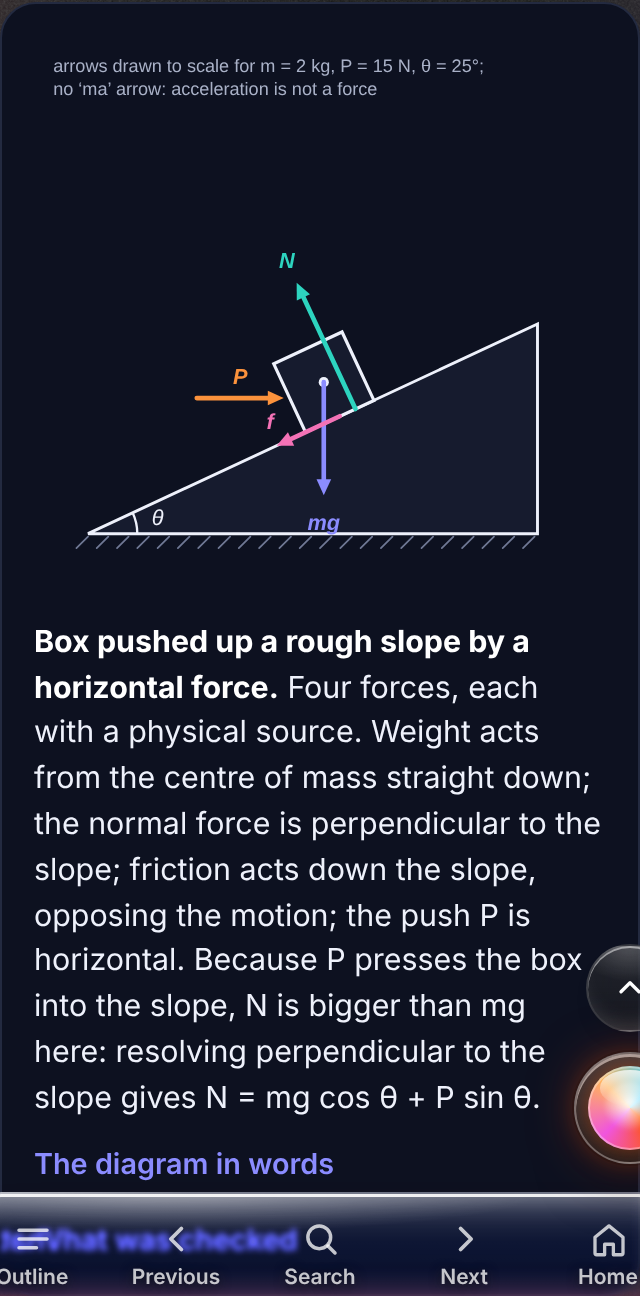 arrows drawn to scale for m = 2 kg, P = 15 N, θ = 25°;
no ‘ma’ arrow: acceleration is not a force
N
P
f
θ
mg
Box pushed up a rough slope by a
horizontal force. Four forces, each
with a physical source. Weight acts
from the centre of mass straight down;
the normal force is perpendicular to the
slope; friction acts down the slope,
opposing the motion; the push P is
horizontal. Because P presses the box
into the slope, N is bigger than mg
here: resolving perpendicular to the
slope gives N = mg cos θ + P sin θ.
The diagram in words
What was checked
Outline
Previous
Search
Next
Home